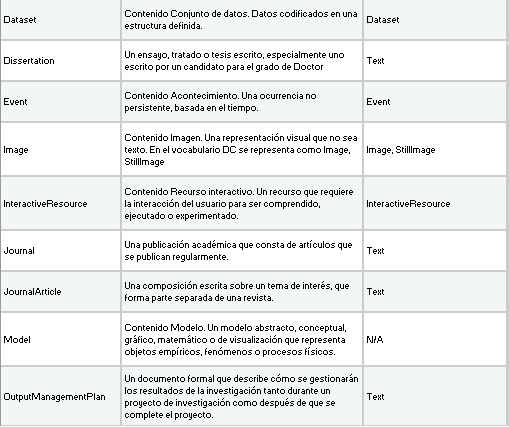 Dataset
Contenido Conjunto de datos. Datos codificados en una
estructura definida.
Dataset
Dissertation
Un ensayo, tratado o tesis escrito, especialmente uno
escrito por un candidato para el grado de Doctor
Text
Event
Contenido Acontecimiento. Una ocurrencia no
persistente, basada en el tiempo.
Event
Image
Contenido Imagen. Una representación visual que no sea
texto. En el vocabulario DC se representa como Image,
StillImage
Image, StillImage
InteractiveResource
Contenido Recurso interactivo. Un recurso que requiere
la interacción del usuario para ser comprendido,
ejecutado o experimentado.
InteractiveResource
Journal
Una publicación académica que consta de artículos que
se publican regularmente.
Text
JournalArticle
Una composición escrita sobre un tema de interés, que
forma parte separada de una revista.
Text
Model
Contenido Modelo. Un modelo abstracto, conceptual,
gráfico, matemático o de visualización que representa
objetos empíricos, fenómenos o procesos físicos.
N/A
OutputManagementPlan
Un documento formal que describe cómo se gestionarán
los resultados de la investigación tanto durante un
proyecto de investigación como después de que se
complete el proyecto.
Text